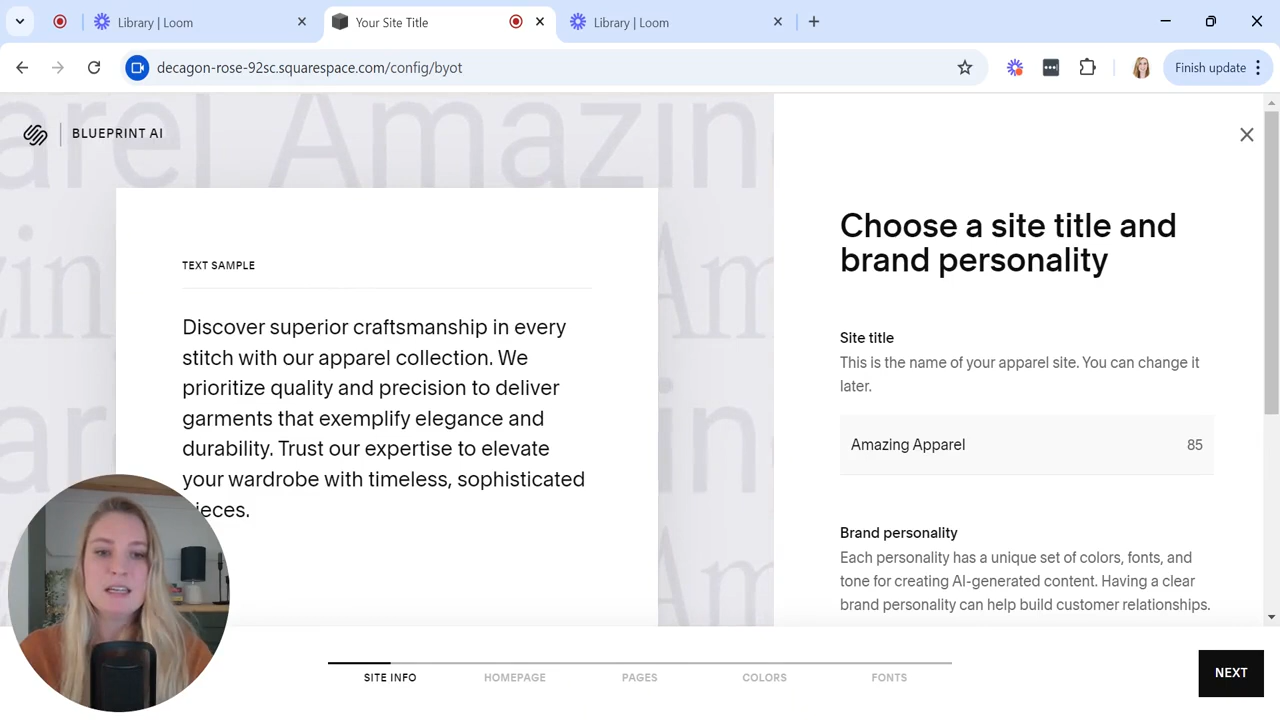 Library | Loom
Your Site Title
Library | Loom
decagon-rose-92sc.squarespace.com/config/byot
Finish update
arel Amazin
BLUEPRINT AI
TEXT SAMPLE
Discover superior craftsmanship in every
stitch with our apparel collection. We
prioritize quality and precision to deliver
garments that exemplify elegance and
durability. Trust our expertise to elevate
your wardrobe with timeless, sophisticated
ieces.
Choose a site title and
brand personality
Site title
This is the name of your apparel site. You can change it
later.
Amazing Apparel 85
Brand personality
Each personality has a unique set of colors, fonts, and
tone for creating AI-generated content. Having a clear
brand personality can help build customer relationships.
SITE INFO HOMEPAGE PAGES COLORS FONTS
NEXT